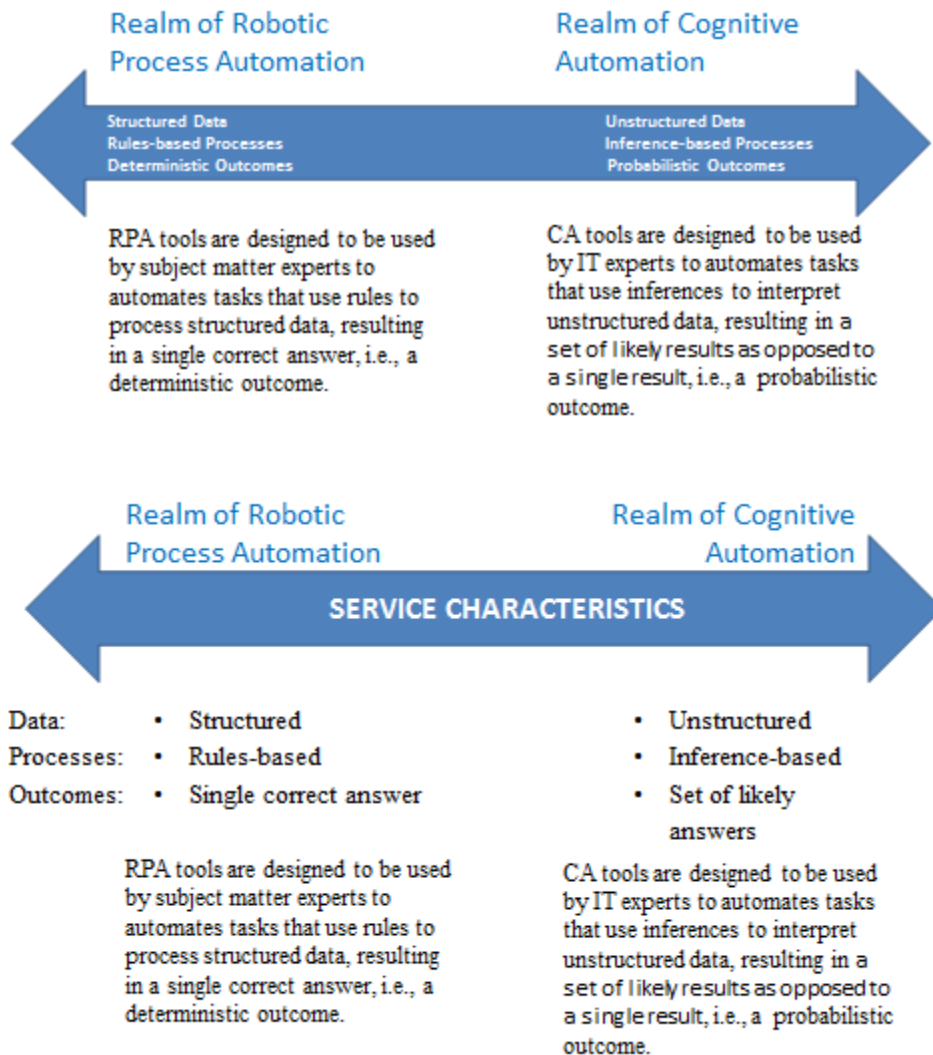 Realm of Robotic
Process Automation
Realm of Cognitive
Automation
Structured Data
Rules-based Processes
Deterministic Outcomes
Unstructured Data
Inference-based Processes
Probabilistic Outcomes
RPA tools are designed to be used
by subject matter experts to
automates tasks that use rules to
process structured data, resulting
in a single correct answer, i.e., a
deterministic outcome.
CA tools are designed to be used
by IT experts to automates tasks
that use inferences to interpret
unstructured data, resulting in a
set of likely results as opposed to
a single result, i.e., a probabilistic
outcome.
Realm of Robotic
Process Automation
Realm of Cognitive
Automation
SERVICE CHARACTERISTICS
Data: • Structured • Unstructured
Processes: • Rules-based • Inference-based
Outcomes: • Single correct answer • Set of likely
answers
RPA tools are designed to be used
by subject matter experts to
automates tasks that use rules to
process structured data, resulting
in a single correct answer, i.e., a
deterministic outcome.
CA tools are designed to be used
by IT experts to automates tasks
that use inferences to interpret
unstructured data, resulting in a
set of likely results as opposed to
a single result, i.e., a probabilistic
outcome.